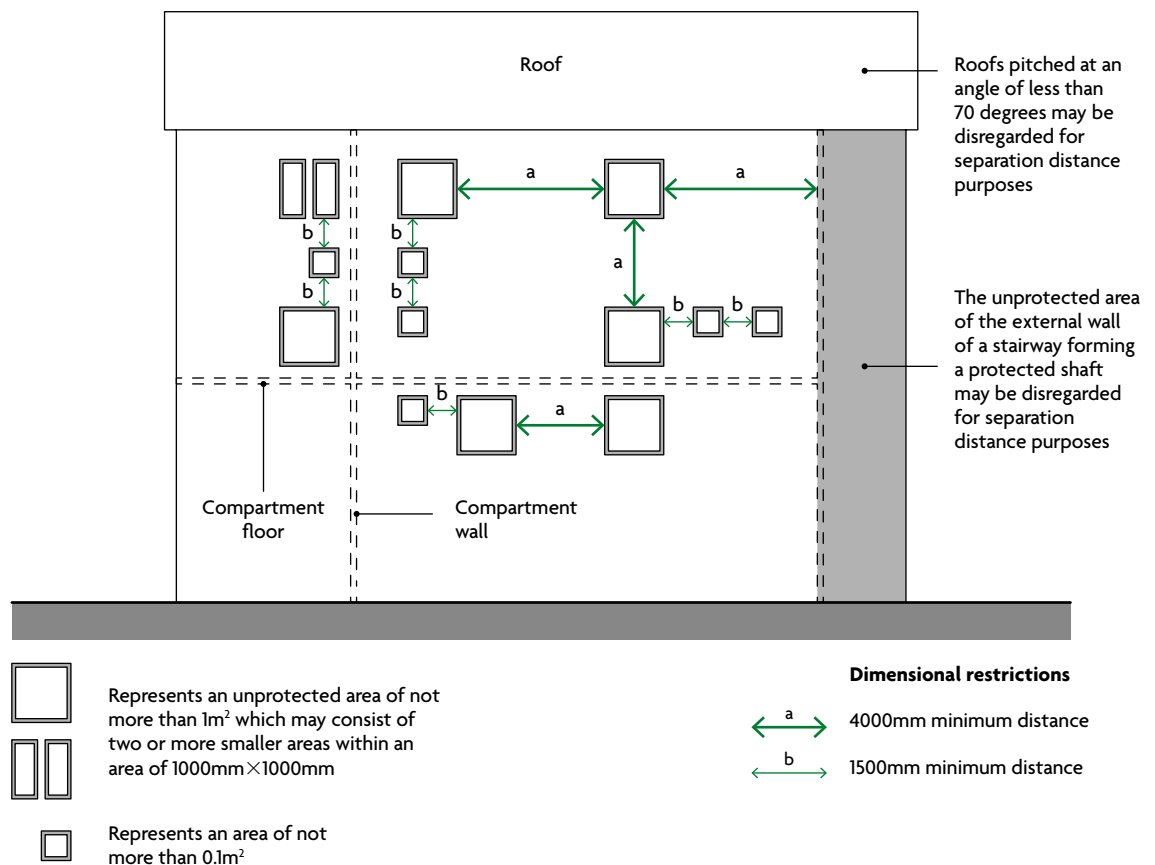 Roof
Roofs pitched at an
angle of less than
70 degrees may be
disregarded for
separation distance
purposes
a
a
b
b
a
b
b
b
b
The unprotected area
of the external wall
of a stairway forming
a protected shaft
may be disregarded
for separation
distance purposes
b
a
Compartment
floor
Compartment
wall
Represents an unprotected area of not
more than 1m² which may consist of
two or more smaller areas within an
area of 1000mm×1000mm
Represents an area of not
more than 0.1m²
Dimensional restrictions
a
4000mm minimum distance
b
1500mm minimum distance